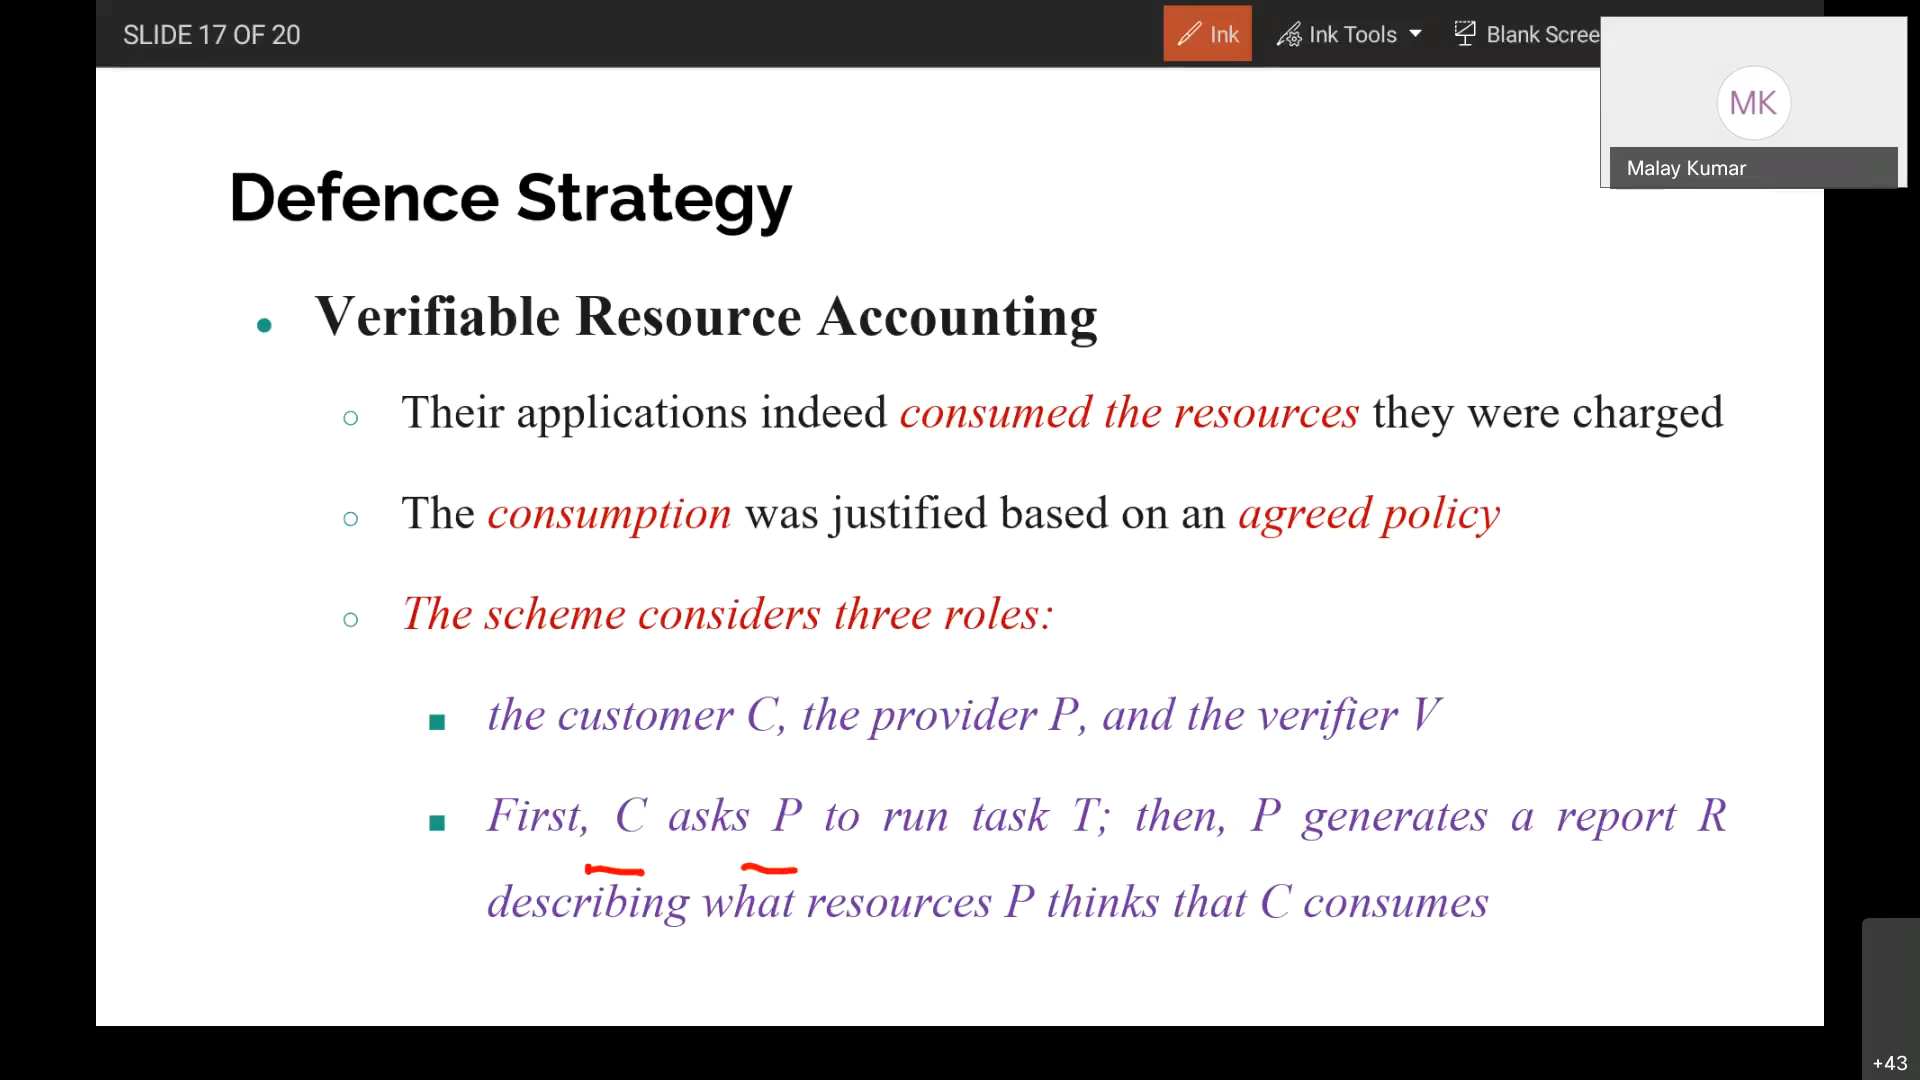 SLIDE 17 OF 20
Ink
Ink Tools
Blank Scree
MK
Malay Kumar
Defence Strategy
Verifiable Resource Accounting
Their applications indeed consumed the resources they were charged
The consumption was justified based on an agreed policy
The scheme considers three roles:
the customer C, the provider P, and the verifier V
First, C asks P to run task T; then, P generates a report R
describing what resources P thinks that C consumes
+43